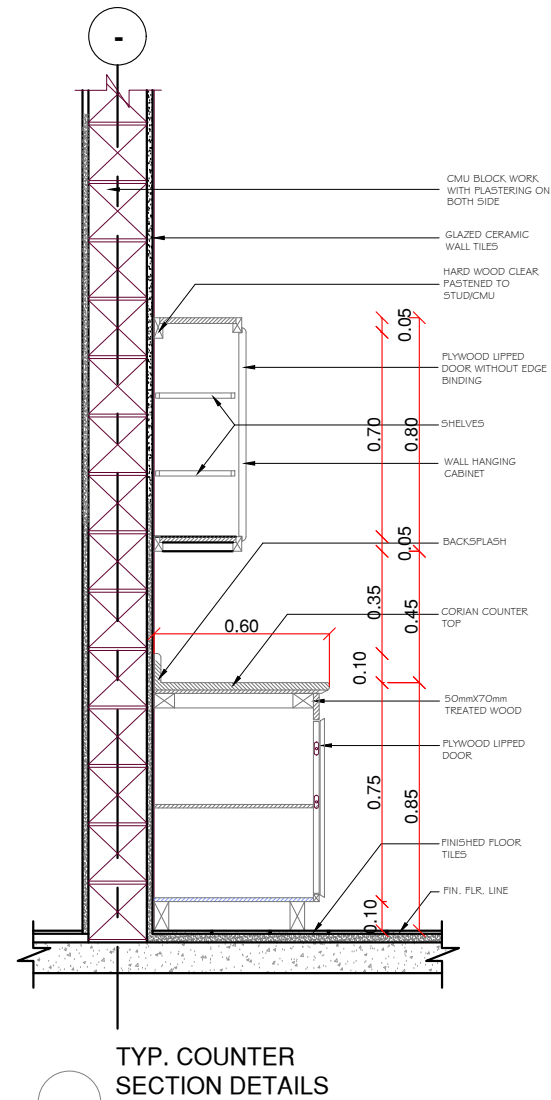 -
CMU BLOCK WORK
WITH PLASTERING ON
BOTH SIDE
GLAZED CERAMIC
WALL TILES
HARD WOOD CLEAR
PASTENED TO
STUD/CMU
0.05
PLYWOOD LIPPED
DOOR WITHOUT EDGE
BINDING
0.70
0.80
SHELVES
WALL HANGING
CABINET
0.05
BACKSPLASH
0.35
0.45
0.60
CORIAN COUNTER
TOP
0.10
50mmX70mm
TREATED WOOD
PLYWOOD LIPPED
DOOR
0.75
0.85
FINISHED FLOOR
TILES
FIN. FLR. LINE
0.10
TYP. COUNTER
SECTION DETAILS